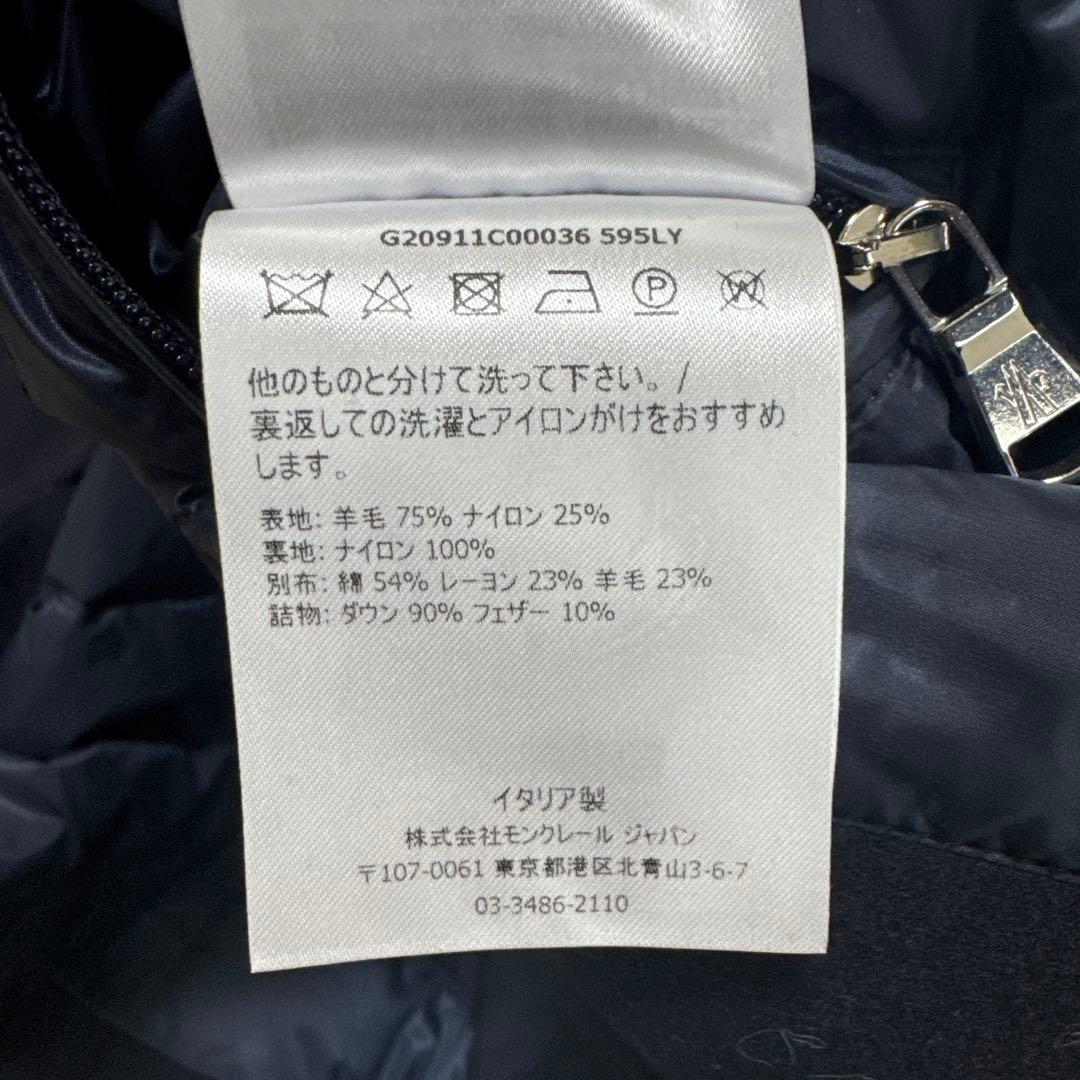 G20911C00036 595LY
P
W
他のものと分けて洗って下さい。/
裏返しての洗濯とアイロンがけをおすすめ
します。
表地: 羊毛 75% ナイロン 25%
裏地: ナイロン 100%
別布: 綿 54% レーヨン 23% 羊毛 23%
詰物: ダウン 90% フェザー 10%
イタリア製
株式会社モンクレール ジャパン
〒107-0061 東京都港区北青山3-6-7
03-3486-2110